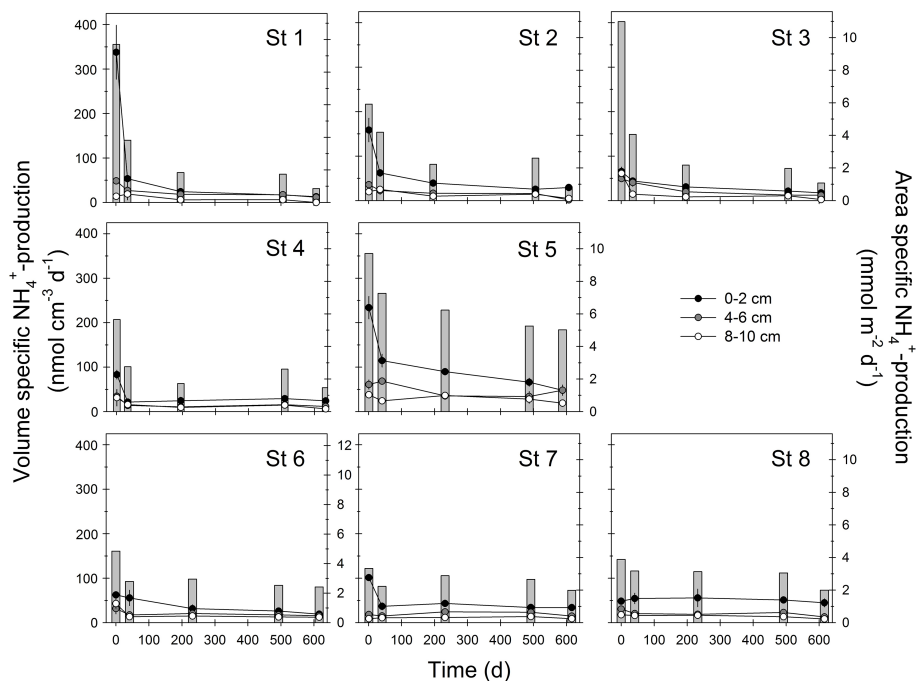 St 1
400
300
200
100
50
0
St 2
St 3
10
8
6
4
2
0
St 4
400
300
200
100
50
0
St 5
10
8
6
4
2
0
0-2 cm
4-6 cm
8-10 cm
St 6
400
300
200
100
50
0
0 100 200 300 400 500 600
St 7
12
10
8
6
4
2
0
0 100 200 300 400 500 600
St 8
10
8
6
4
2
0
0 100 200 300 400 500 600
Volume specific NH₄⁺-production
(nmol cm⁻³ d⁻¹)
Area specific NH₄⁺-production
(mmol m⁻² d⁻¹)
Time (d)